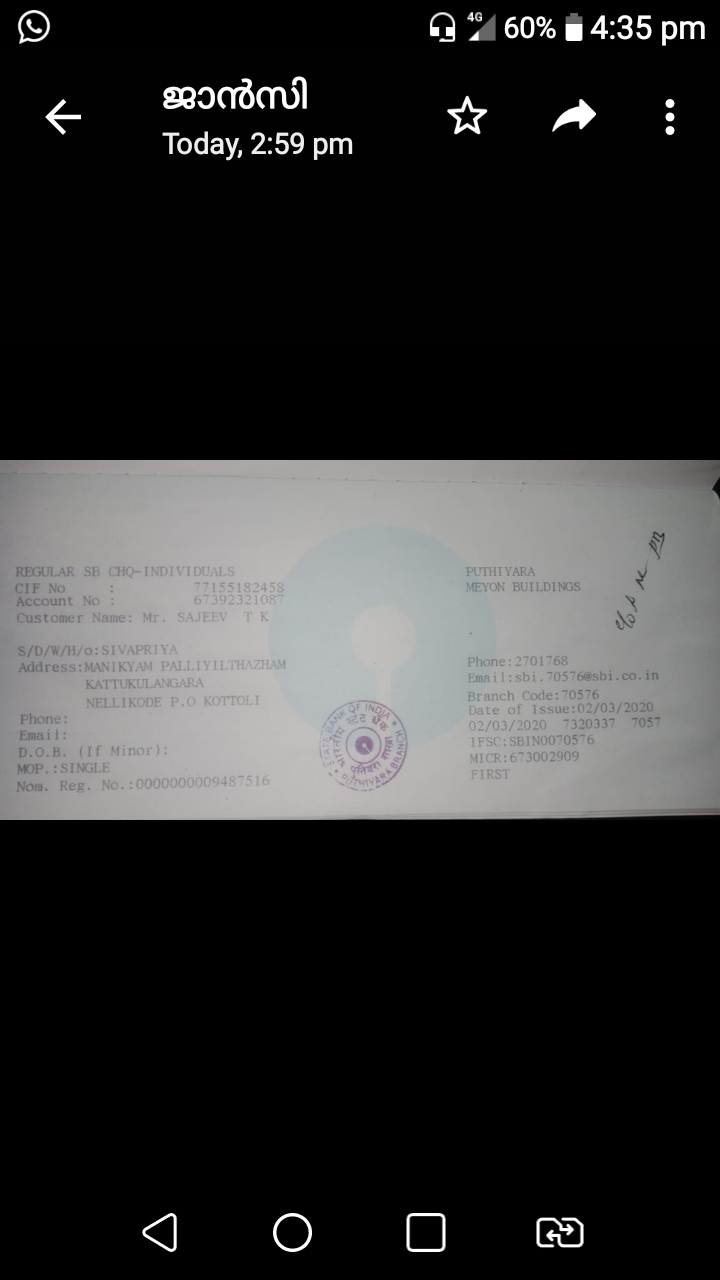 4G 60% 4:35 pm
ജാൻസി
Today, 2:59 pm
REGULAR SB CHQ-INDIVIDUALS
CIF No : 77155182458
Account No : 67392321087
Customer Name: Mr. SAJEEV T K
S/D/W/H/o:SIVAPRIYA
Address:MANIKYAM PALLIYILTHAZHAM
KATTUKULANGARA
NELLIKODE P.O KOTTOLI
Phone:
Email:
D.O.B. (If Minor):
MOP.:SINGLE
Nom. Reg. No.:0000000009487516
PUTHIYARA
MEYON BUILDINGS
Phone:2701768
Email:sbi.70576@sbi.co.in
Branch Code:70576
Date of Issue:02/03/2020
02/03/2020 7320337 7057
IFSC:SBIN0070576
MICR:673002909
FIRST
STATE BANK OF INDIA
भारतीय स्टेट बैंक
PUTHIYARA BRANCH